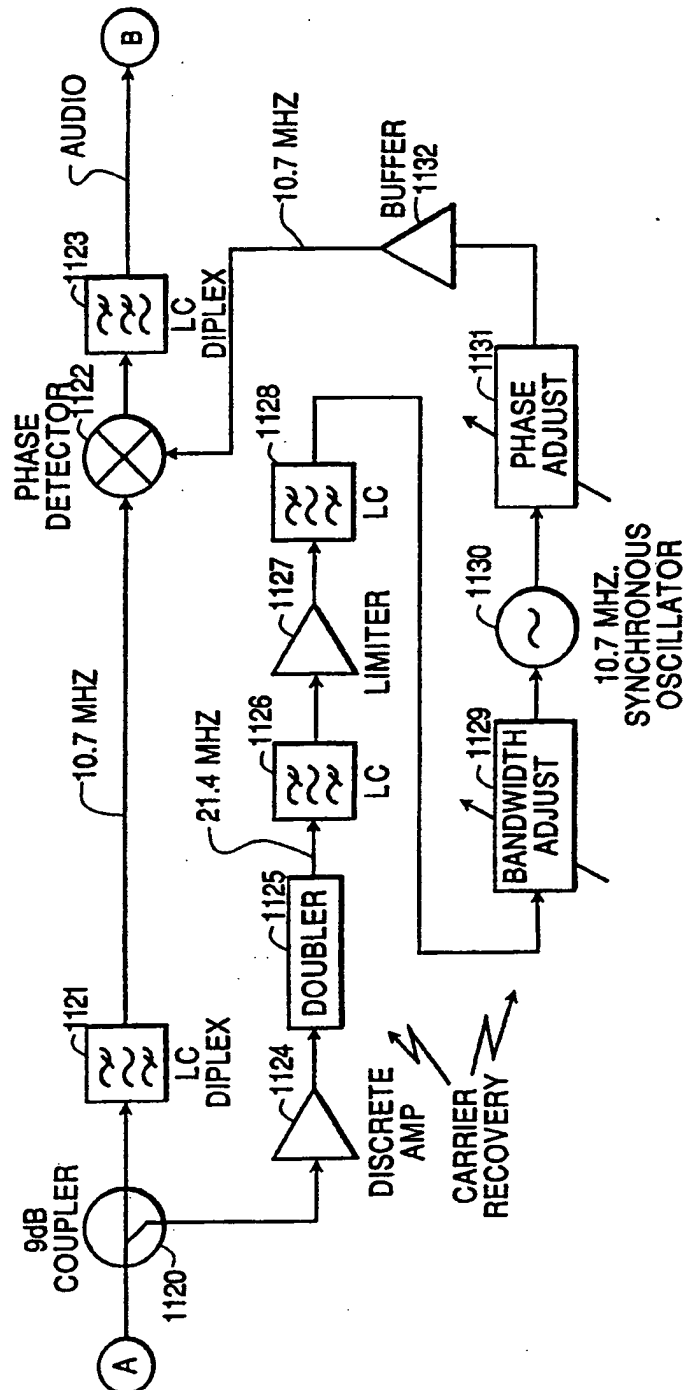 A
9dB
COUPLER
1120
1121
LC
DIPLEX
10.7 MHZ
PHASE
DETECTOR
1122
1123
LC
DIPLEX
AUDIO
B
1124
DISCRETE
AMP
1125
DOUBLER
21.4 MHZ
1126
LC
1127
LIMITER
1128
LC
10.7 MHZ
BUFFER
1132
CARRIER
RECOVERY
1129
BANDWIDTH
ADJUST
1130
10.7 MHZ.
SYNCHRONOUS
OSCILLATOR
1131
PHASE
ADJUST